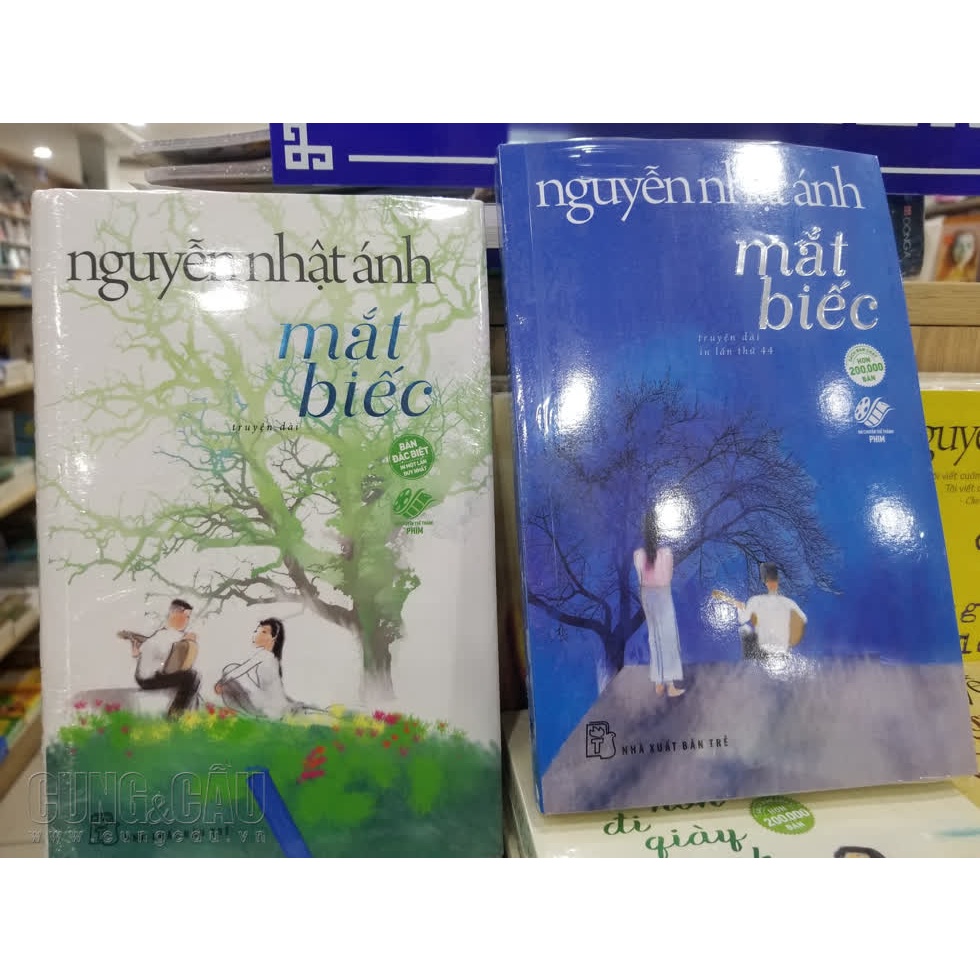 nguyễn nhật ánh
mắt
biếc
truyện dài
BẢN
ĐẶC BIỆT
IN MỘT LẦN
DUY NHẤT
PHIM
CUNG&CẦU
www.cungcau.vn
nguyễn nhật ánh
mắt
biếc
truyện dài
in lần thứ 44
HƠN
200.000
BẢN
PHIM
NHÀ XUẤT BẢN TRẺ
đi
giày
200.000
BẢN